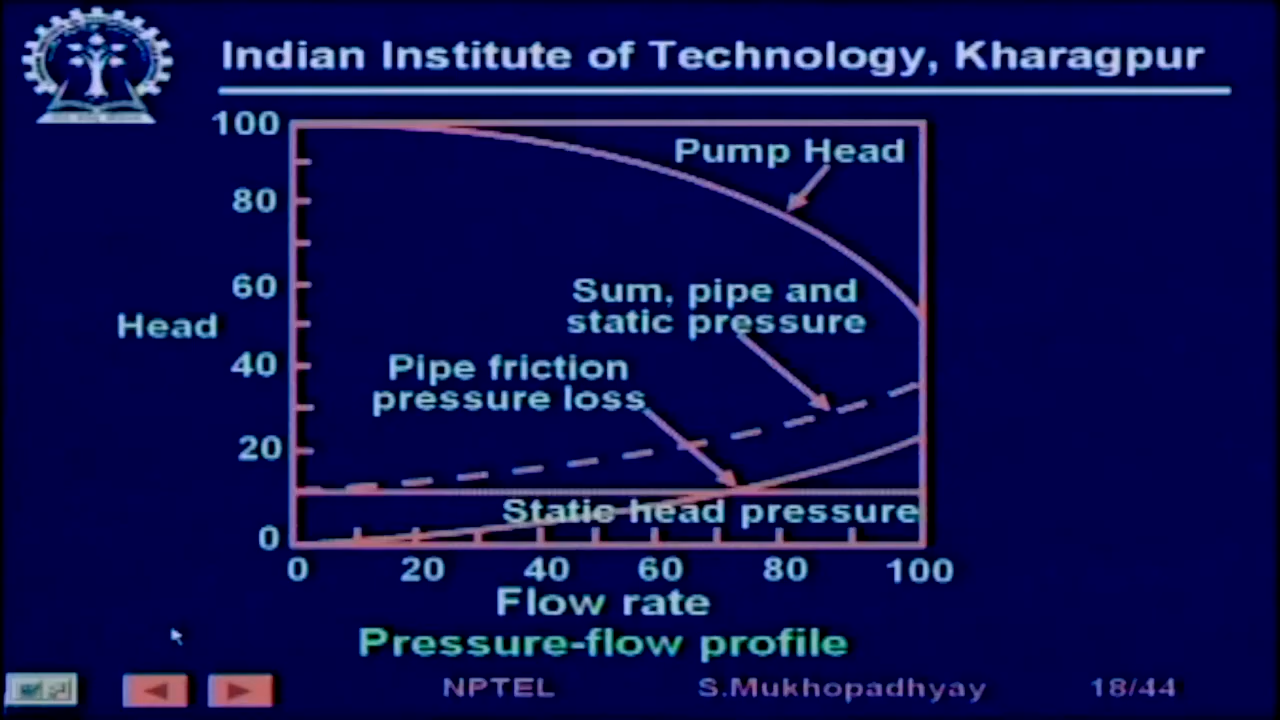 Indian Institute of Technology, Kharagpur
100
80
60
40
20
0
Head
Pump Head
Sum, pipe and
static pressure
Pipe friction
pressure loss
Static head pressure
0 20 40 60 80 100
Flow rate
Pressure-flow profile
NPTEL S.Mukhopadhyay 18/44